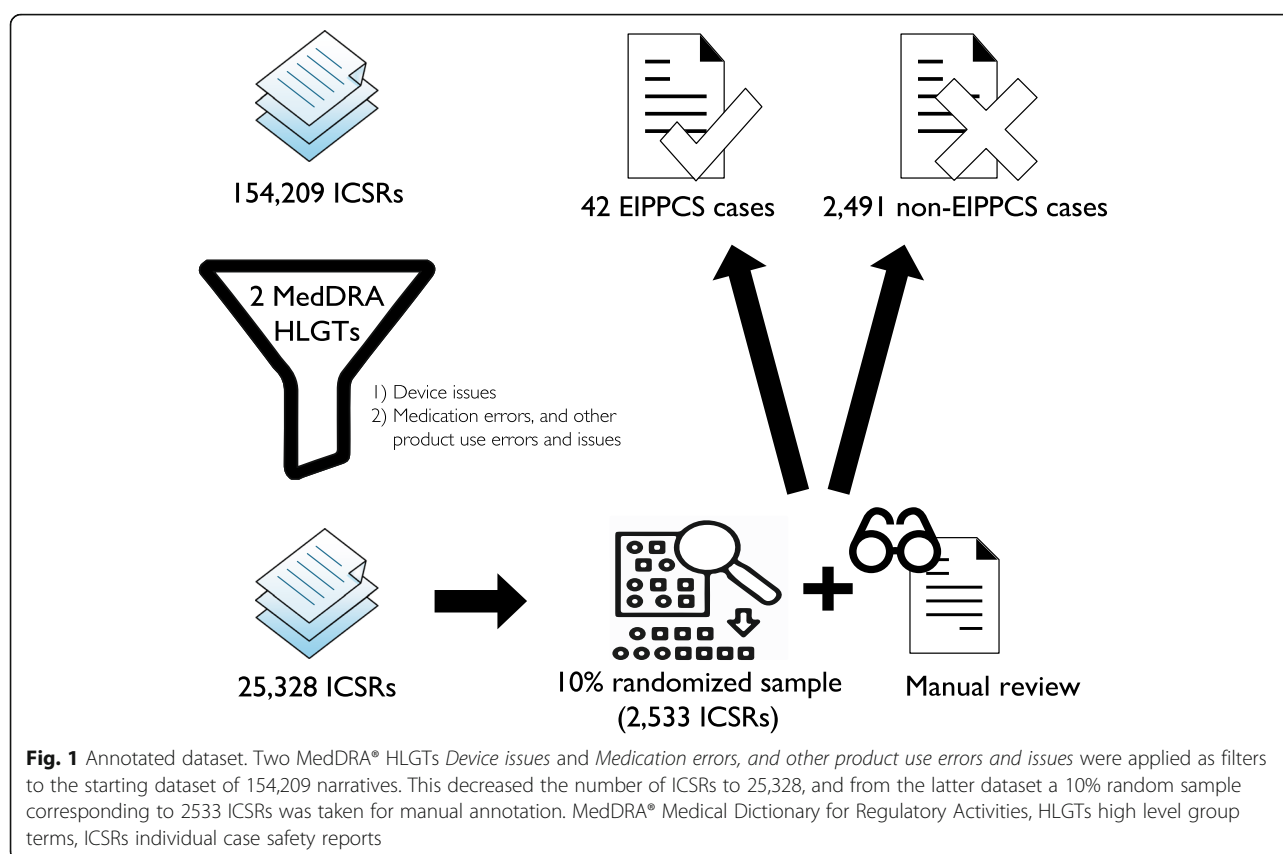 154,209 ICSRs
42 EIPPCS cases
2,491 non-EIPPCS cases
2 MedDRA
HLGTs
1) Device issues
2) Medication errors, and other
product use errors and issues
25,328 ICSRs
10% randomized sample
(2,533 ICSRs)
Manual review
Fig. 1 Annotated dataset. Two MedDRA® HLGTs Device issues and Medication errors, and other product use errors and issues were applied as filters
to the starting dataset of 154,209 narratives. This decreased the number of ICSRs to 25,328, and from the latter dataset a 10% random sample
corresponding to 2533 ICSRs was taken for manual annotation. MedDRA® Medical Dictionary for Regulatory Activities, HLGTs high level group
terms, ICSRs individual case safety reports